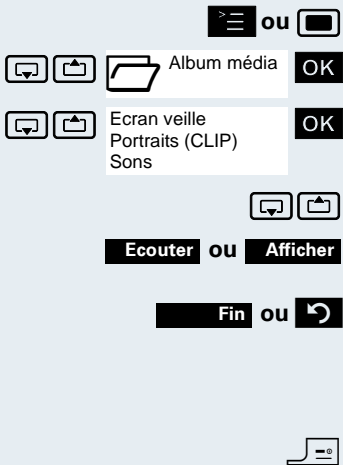 ou
Album média OK
Ecran veille OK
Portraits (CLIP)
Sons
Ecouter ou Afficher
Fin ou